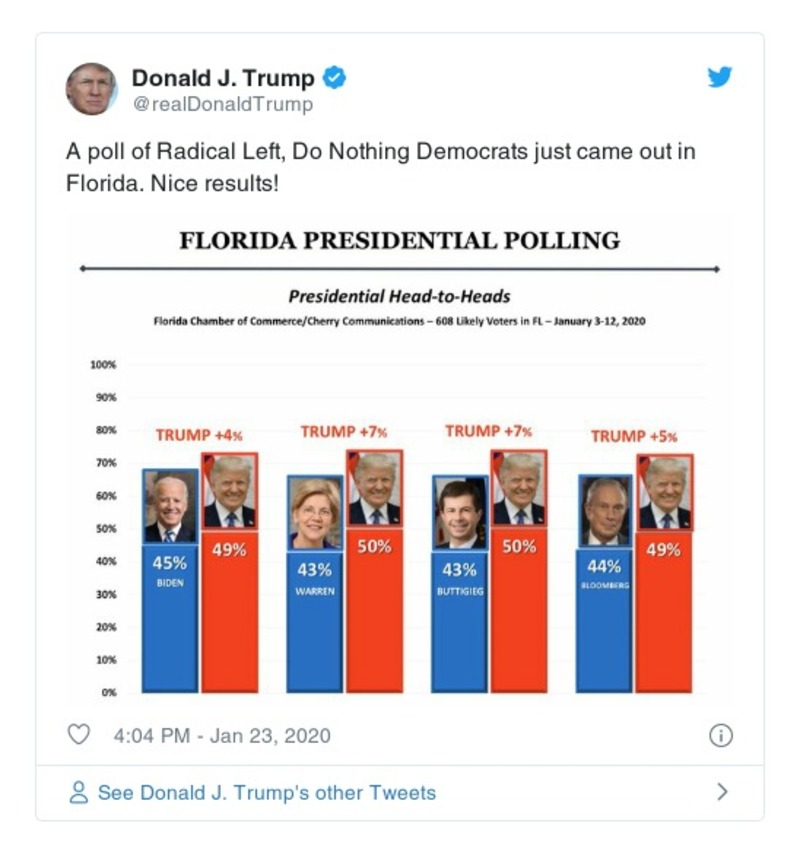 Donald J. Trump
@realDonaldTrump
A poll of Radical Left, Do Nothing Democrats just came out in
Florida. Nice results!
FLORIDA PRESIDENTIAL POLLING
Presidential Head-to-Heads
Florida Chamber of Commerce/Cherry Communications – 608 Likely Voters in FL – January 3-12, 2020
100%
90%
80%
70%
60%
50%
40%
30%
20%
10%
0%
TRUMP +4%
45%
BIDEN
49%
TRUMP +7%
43%
WARREN
50%
TRUMP +7%
43%
BUTTIGIEG
50%
TRUMP +5%
44%
BLOOMBERG
49%
4:04 PM - Jan 23, 2020
See Donald J. Trump's other Tweets